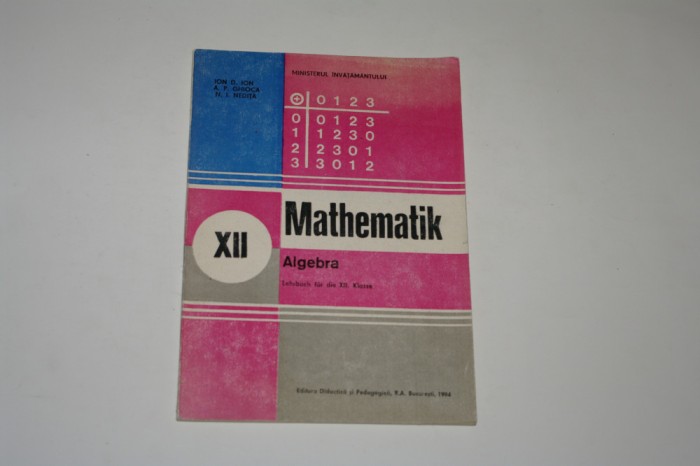 ION D. ION
A. P. GHIOCA
N. I. NEDIȚA
MINISTERUL ÎNVĂȚĂMÂNTULUI
⊕ 0 1 2 3
0 0 1 2 3
1 1 2 3 0
2 2 3 0 1
3 3 0 1 2
XII
Mathematik
Algebra
Lehrbuch für die XII. Klasse
Editura Didactică și Pedagogică, R.A. București, 1994